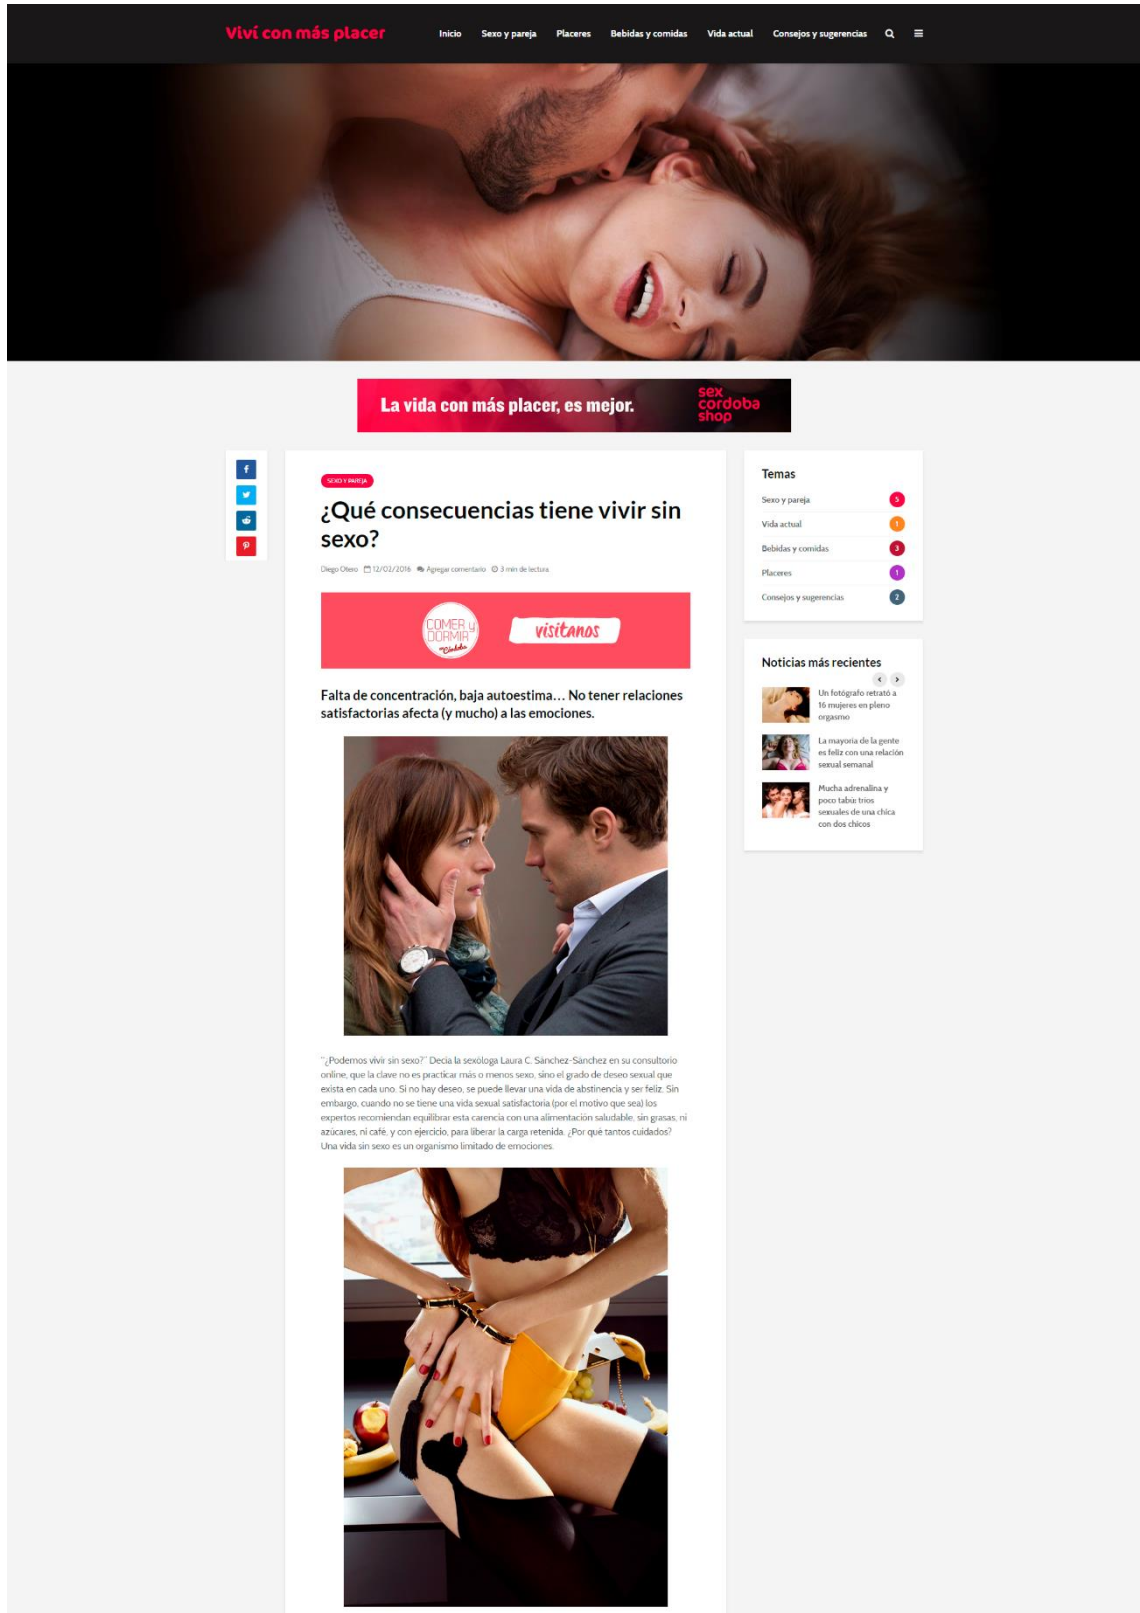 Viví con más placer
Inicio Sexo y pareja Placeres Bebidas y comidas Vida actual Consejos y sugerencias
La vida con más placer, es mejor.
sex
cordoba
shop
SEXO Y PAREJA
¿Qué consecuencias tiene vivir sin
sexo?
Diego Otero 12/02/2016 Agregar comentario 3 min de lectura
COMER y
DORMIR
en Córdoba
visitanos
Falta de concentración, baja autoestima… No tener relaciones
satisfactorias afecta (y mucho) a las emociones.
"¿Podemos vivir sin sexo?" Decía la sexóloga Laura C. Sánchez-Sánchez en su consultorio
online, que la clave no es practicar más o menos sexo, sino el grado de deseo sexual que
exista en cada uno. Si no hay deseo, se puede llevar una vida de abstinencia y ser feliz. Sin
embargo, cuando no se tiene una vida sexual satisfactoria (por el motivo que sea) los
expertos recomiendan equilibrar esta carencia con una alimentación saludable, sin grasas, ni
azúcares, ni café, y con ejercicio, para liberar la carga retenida. ¿Por qué tantos cuidados?
Una vida sin sexo es un organismo limitado de emociones.
Temas
Sexo y pareja 5
Vida actual 1
Bebidas y comidas 3
Placeres 1
Consejos y sugerencias 2
Noticias más recientes
Un fotógrafo retrató a
16 mujeres en pleno
orgasmo
La mayoría de la gente
es feliz con una relación
sexual semanal
Mucha adrenalina y
poco tabú: tríos
sexuales de una chica
con dos chicos